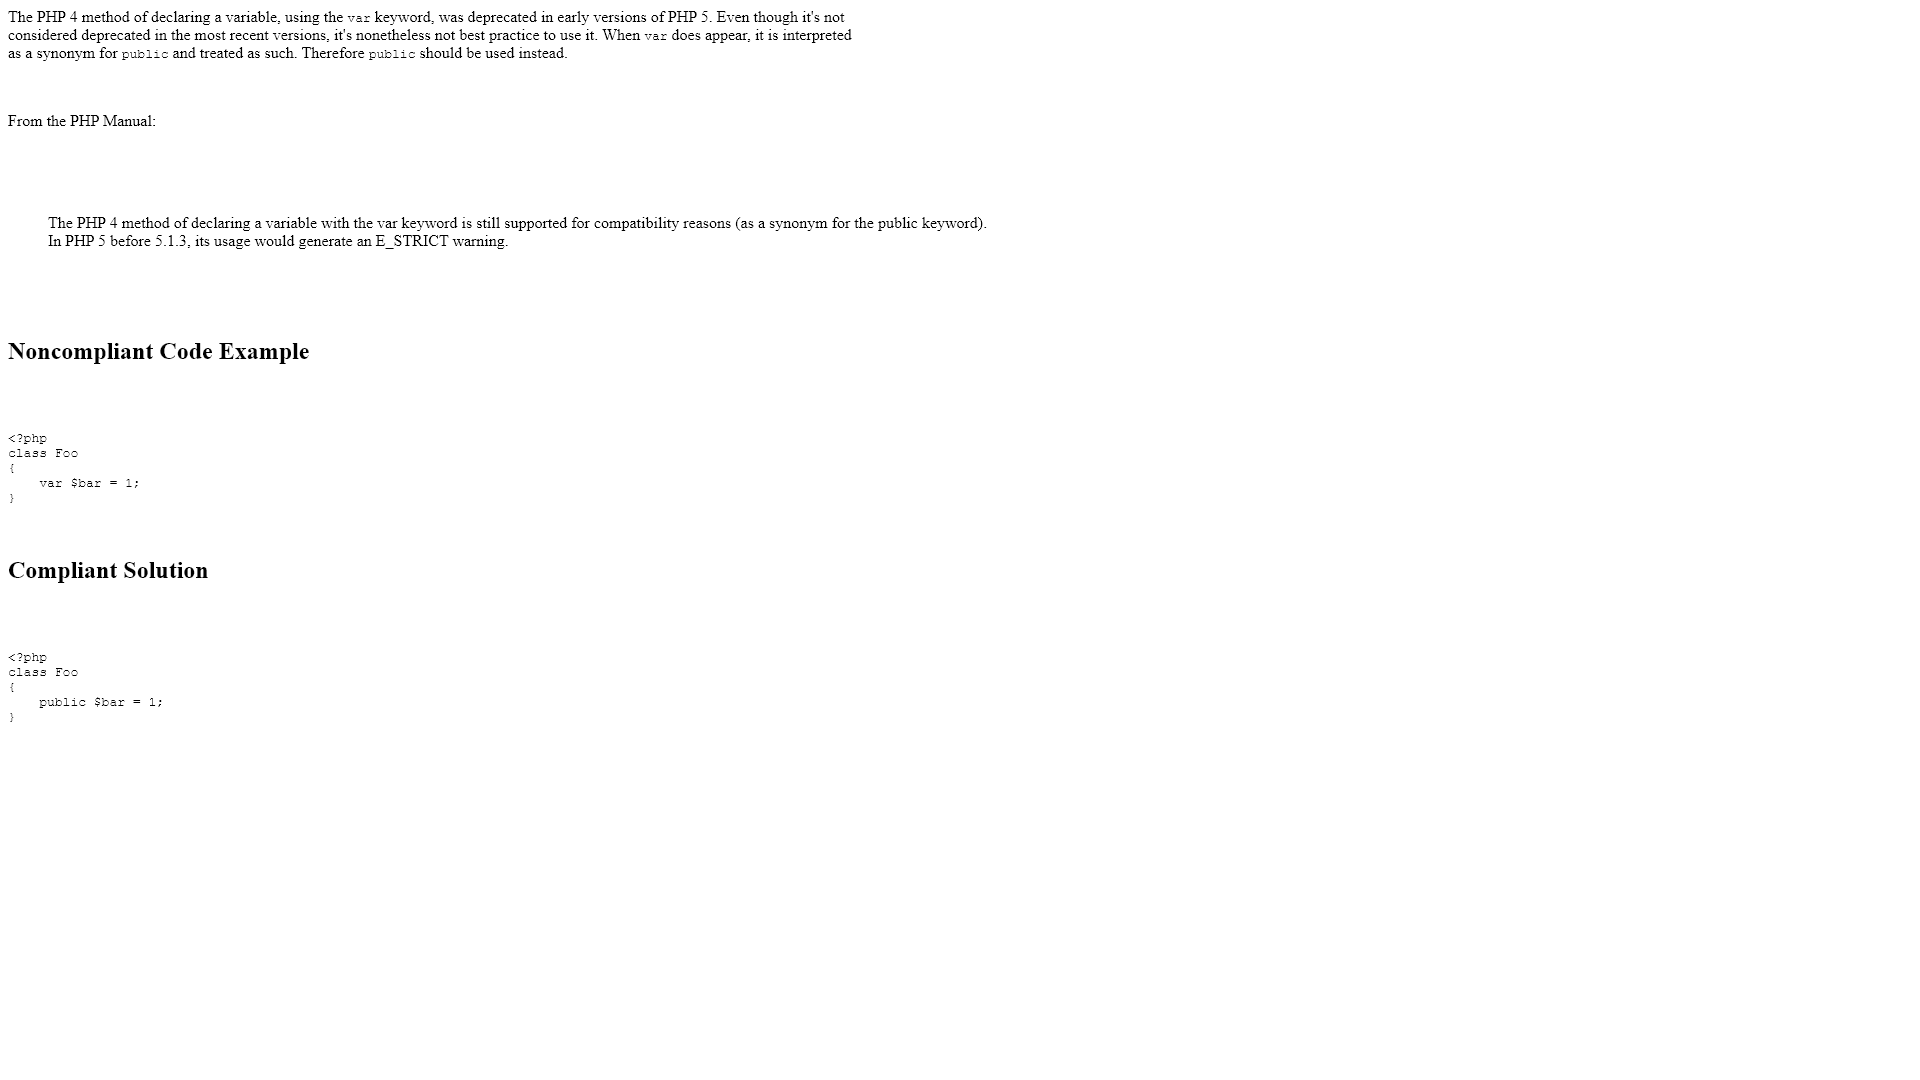 The PHP 4 method of declaring a variable, using the var keyword, was deprecated in early versions of PHP 5. Even though it's not
considered deprecated in the most recent versions, it's nonetheless not best practice to use it. When var does appear, it is interpreted
as a synonym for public and treated as such. Therefore public should be used instead.
From the PHP Manual:
The PHP 4 method of declaring a variable with the var keyword is still supported for compatibility reasons (as a synonym for the public keyword).
In PHP 5 before 5.1.3, its usage would generate an E_STRICT warning.
Noncompliant Code Example
<?php
class Foo
{
    var $bar = 1;
}
Compliant Solution
<?php
class Foo
{
    public $bar = 1;
}